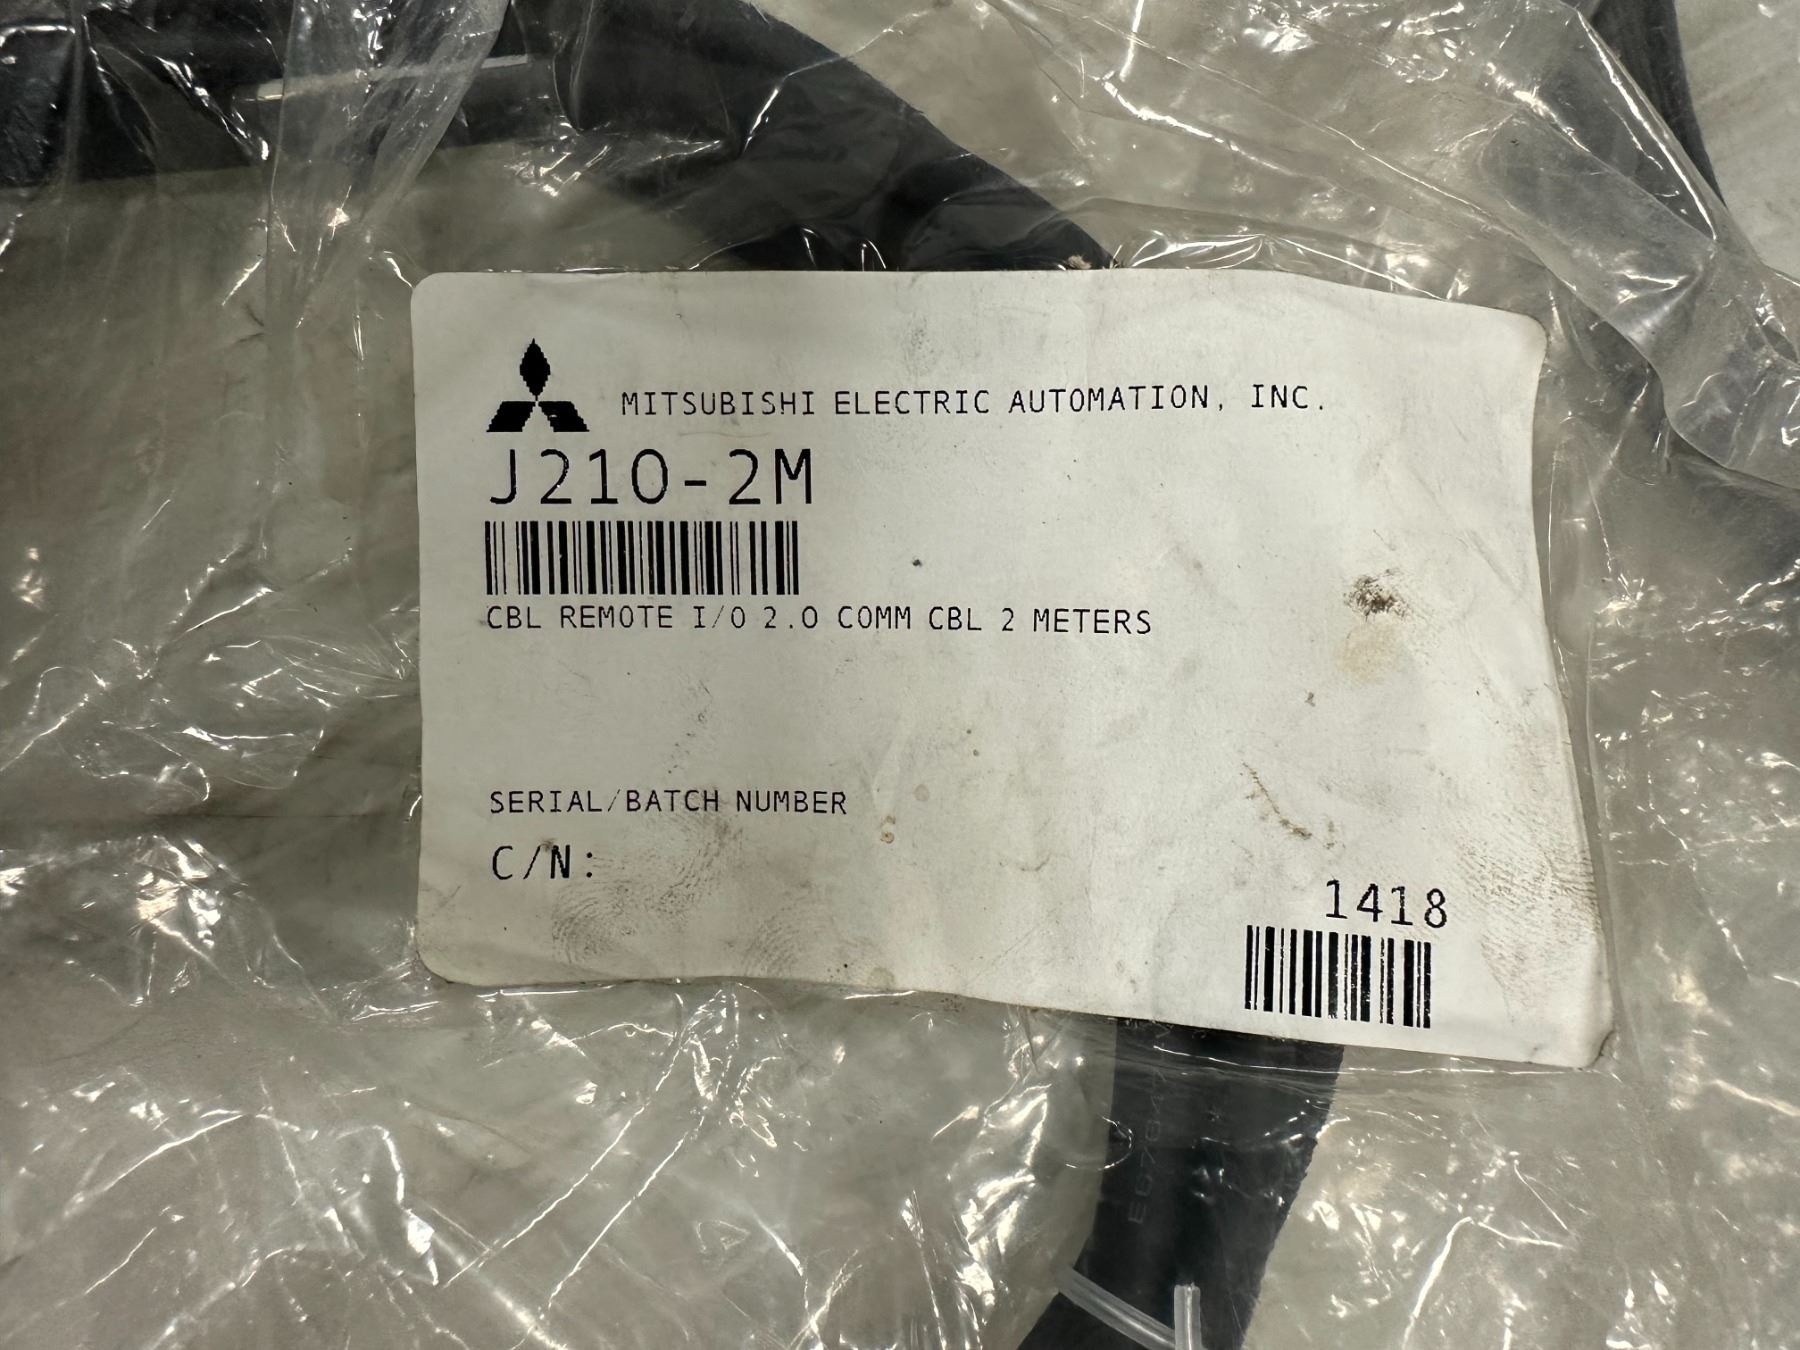 MITSUBISHI ELECTRIC AUTOMATION, INC.
J210-2M
CBL REMOTE I/O 2.0 COMM CBL 2 METERS
SERIAL/BATCH NUMBER
C/N:
1418